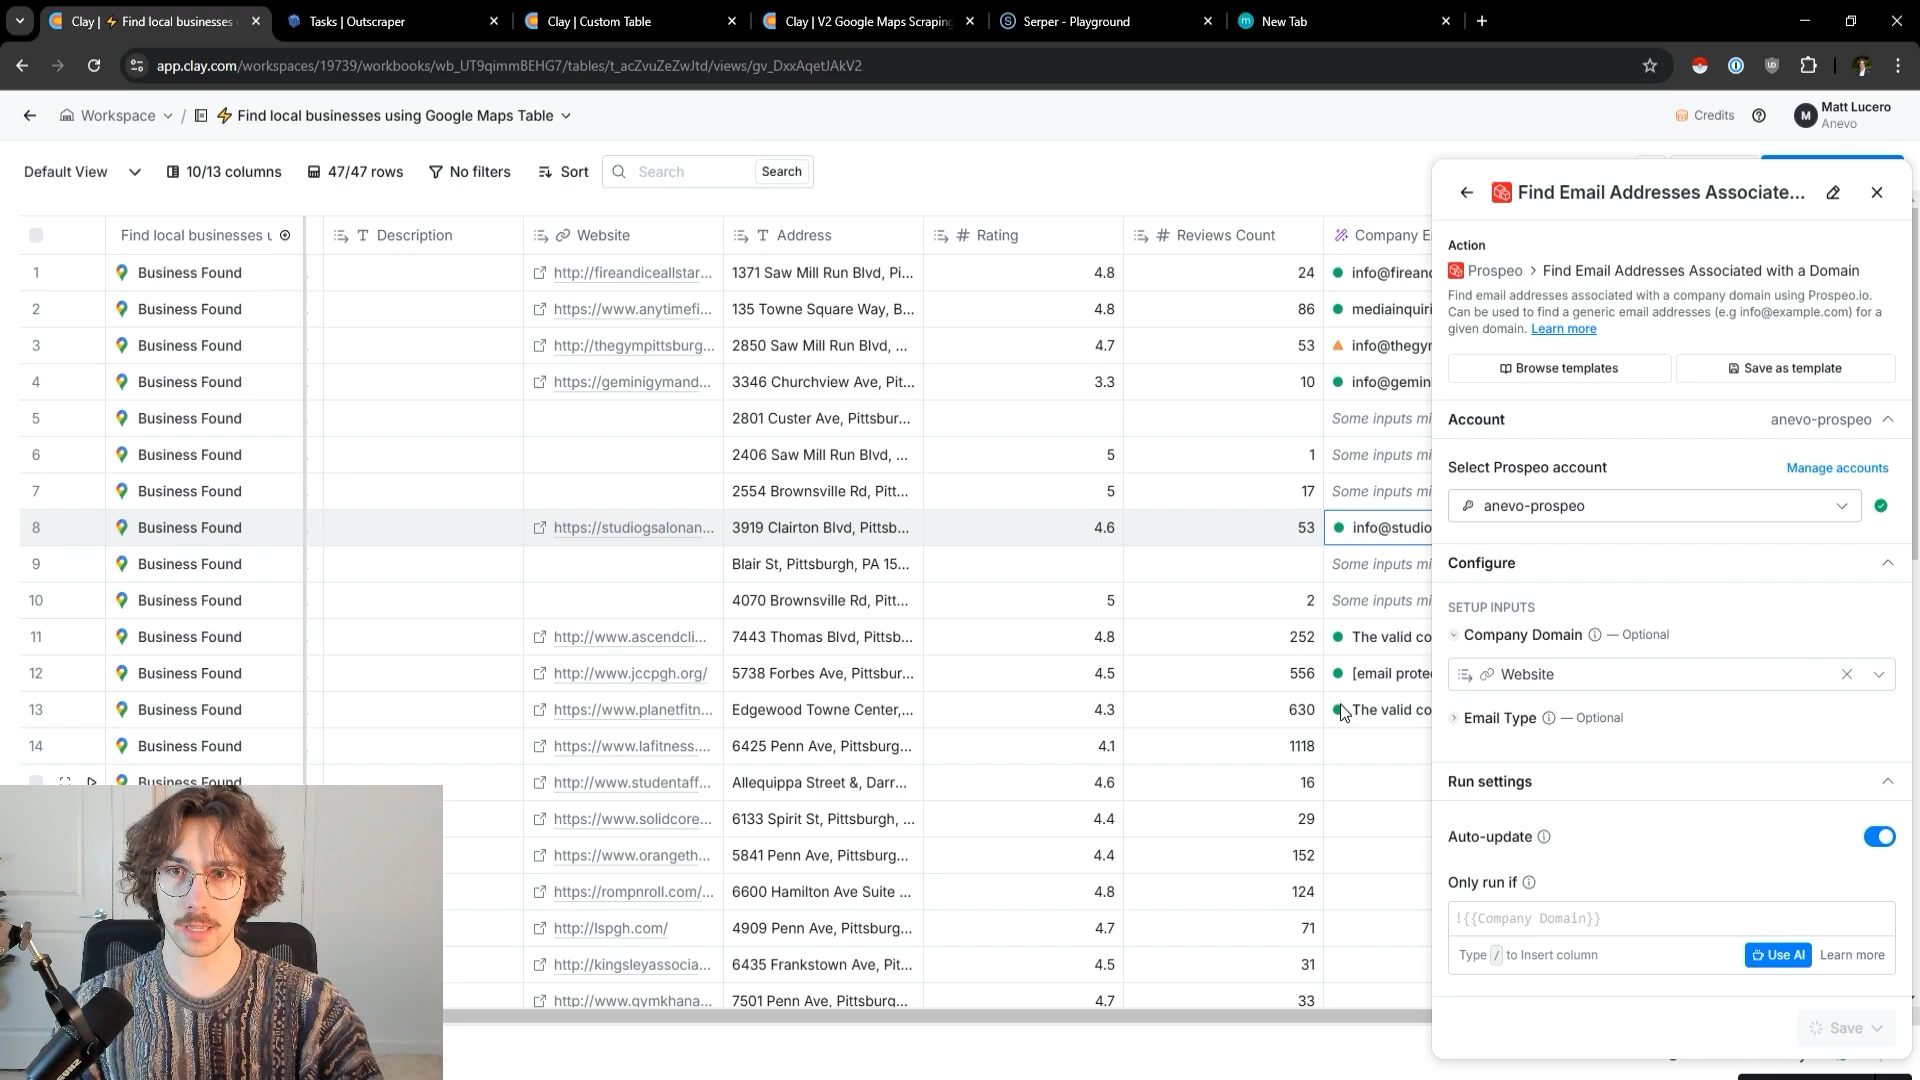 Clay | ⚡ Find local businesses
Tasks | Outscraper
Clay | Custom Table
Clay | V2 Google Maps Scraping
Serper - Playground
New Tab
app.clay.com/workspaces/19739/workbooks/wb_UT9qimmBEHG7/tables/t_acZvuZeZwJtd/views/gv_DxxAqetJAkV2
Workspace / ⚡ Find local businesses using Google Maps Table
Credits
M
Matt Lucero
Anevo
Default View
10/13 columns
47/47 rows
No filters
Sort
Search
Search
Find local businesses u
Description
Website
Address
Rating
Reviews Count
Company E
1 Business Found http://fireandiceallstar... 1371 Saw Mill Run Blvd, Pi... 4.8 24 info@firean
2 Business Found https://www.anytimefi... 135 Towne Square Way, B... 4.8 86 mediainquiri
3 Business Found http://thegympittsburg... 2850 Saw Mill Run Blvd, ... 4.7 53 info@thegy
4 Business Found https://geminigymand... 3346 Churchview Ave, Pit... 3.3 10 info@gemin
5 Business Found 2801 Custer Ave, Pittsbur... Some inputs mi
6 Business Found 2406 Saw Mill Run Blvd, ... 5 1 Some inputs mi
7 Business Found 2554 Brownsville Rd, Pitt... 5 17 Some inputs mi
8 Business Found https://studiogsalonan... 3919 Clairton Blvd, Pittsb... 4.6 53 info@studio
9 Business Found Blair St, Pittsburgh, PA 15... Some inputs mi
10 Business Found 4070 Brownsville Rd, Pitt... 5 2 Some inputs mi
11 Business Found http://www.ascendcli... 7443 Thomas Blvd, Pittsb... 4.8 252 The valid co
12 Business Found http://www.jccpgh.org/ 5738 Forbes Ave, Pittsbur... 4.5 556 [email prote
13 Business Found https://www.planetfitn... Edgewood Towne Center,... 4.3 630 The valid co
14 Business Found https://www.lafitness.... 6425 Penn Ave, Pittsburg... 4.1 1118
Business Found http://www.studentaff... Allequippa Street &, Darr... 4.6 16
https://www.solidcore... 6133 Spirit St, Pittsburgh, ... 4.4 29
https://www.orangeth... 5841 Penn Ave, Pittsburg... 4.4 152
https://rompnroll.com/... 6600 Hamilton Ave Suite ... 4.8 124
http://lspgh.com/ 4909 Penn Ave, Pittsburg... 4.7 71
http://kingsleyassocia... 6435 Frankstown Ave, Pit... 4.5 31
http://www.gymkhana... 7501 Penn Ave, Pittsburg... 4.7 33
Find Email Addresses Associate...
Action
Prospeo > Find Email Addresses Associated with a Domain
Find email addresses associated with a company domain using Prospeo.io.
Can be used to find a generic email addresses (e.g info@example.com) for a
given domain. Learn more
Browse templates
Save as template
Account
anevo-prospeo
Select Prospeo account
Manage accounts
anevo-prospeo
Configure
SETUP INPUTS
Company Domain — Optional
Website
Email Type — Optional
Run settings
Auto-update
Only run if
!{{Company Domain}}
Type / to Insert column
Use AI
Learn more
Save